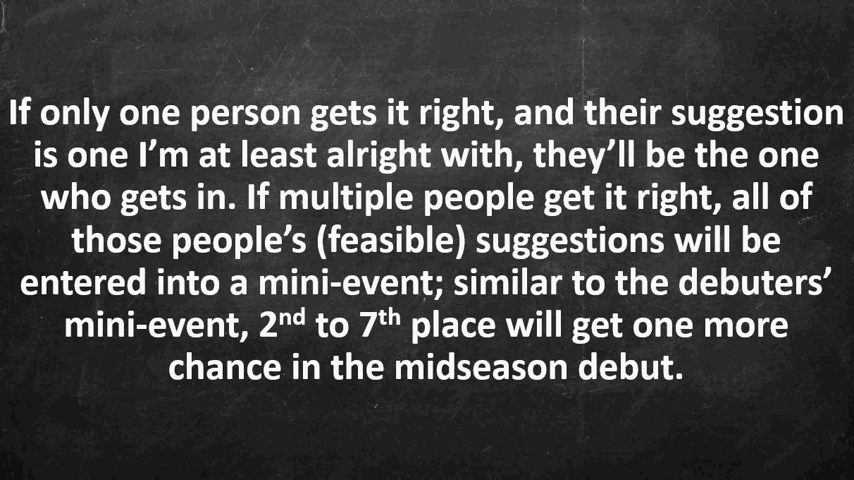 If only one person gets it right, and their suggestion
is one I’m at least alright with, they’ll be the one
who gets in. If multiple people get it right, all of
those people’s (feasible) suggestions will be
entered into a mini-event; similar to the debuters’
mini-event, 2nd to 7th place will get one more
chance in the midseason debut.